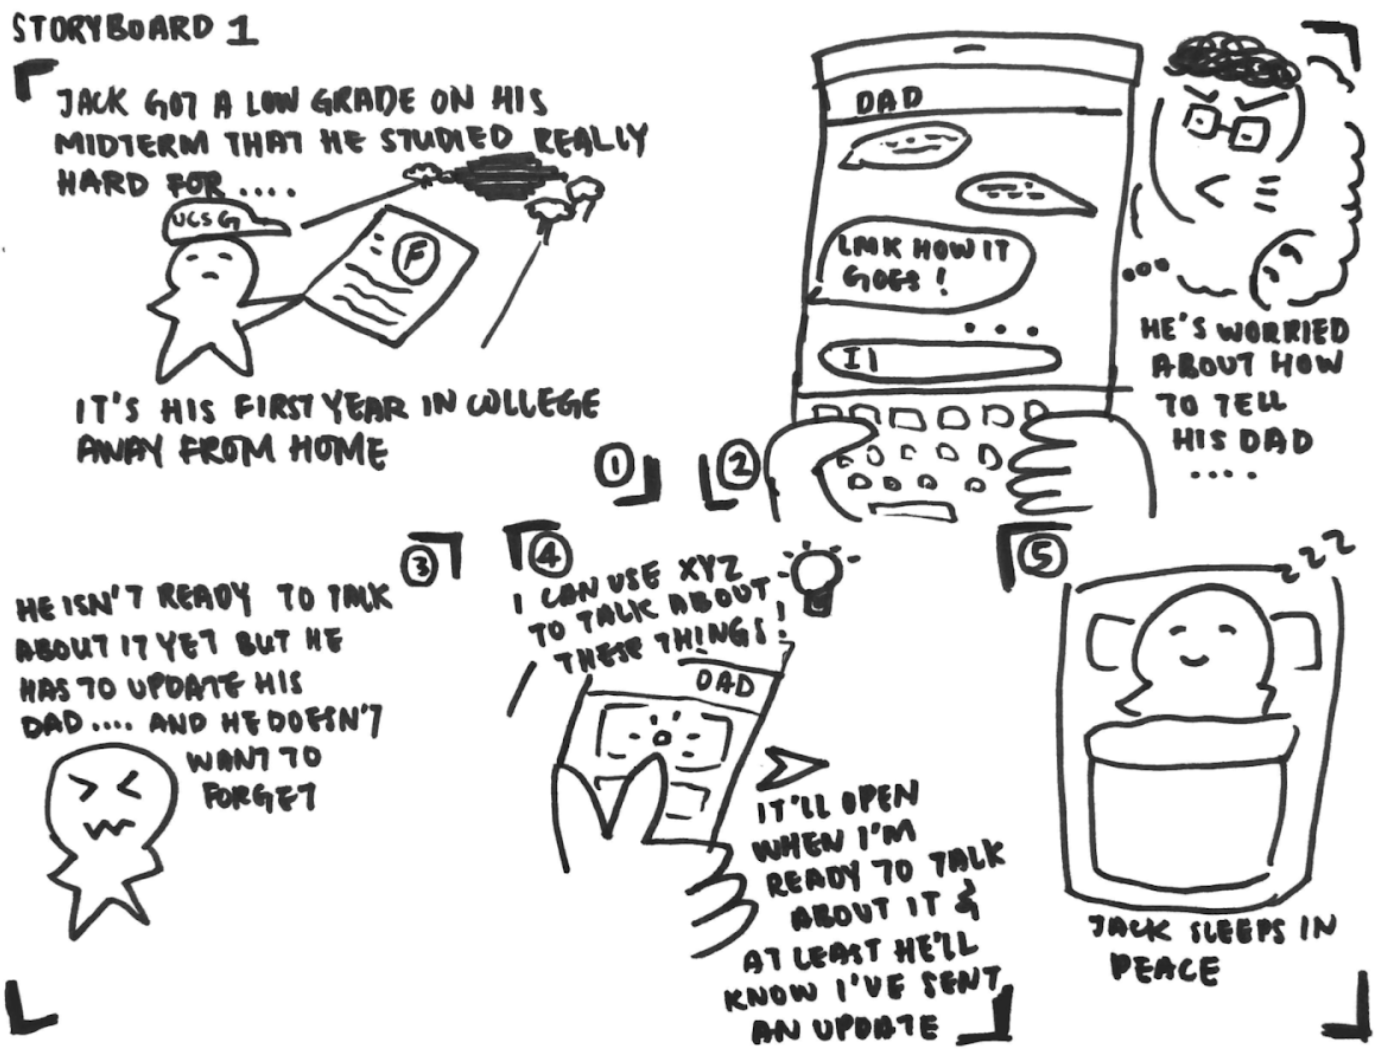 STORYBOARD 1
JACK GOT A LOW GRADE ON HIS
MIDTERM THAT HE STUDIED REALLY
HARD FOR ....
UCSG
F
IT'S HIS FIRST YEAR IN COLLEGE
AWAY FROM HOME
1
2
DAD
LMK HOW IT
GOES!
...
I|
...
HE'S WORRIED
ABOUT HOW
TO TELL
HIS DAD
....
3
HE ISN'T READY TO TALK
ABOUT IT YET BUT HE
HAS TO UPDATE HIS
DAD .... AND HE DOESN'T
WANT TO
FORGET
4
I CAN USE XYZ
TO TALK ABOUT
THESE THINGS!
DAD
IT'LL OPEN
WHEN I'M
READY TO TALK
ABOUT IT &
AT LEAST HE'LL
KNOW I'VE SENT
AN UPDATE
5
zzz
JACK SLEEPS IN
PEACE